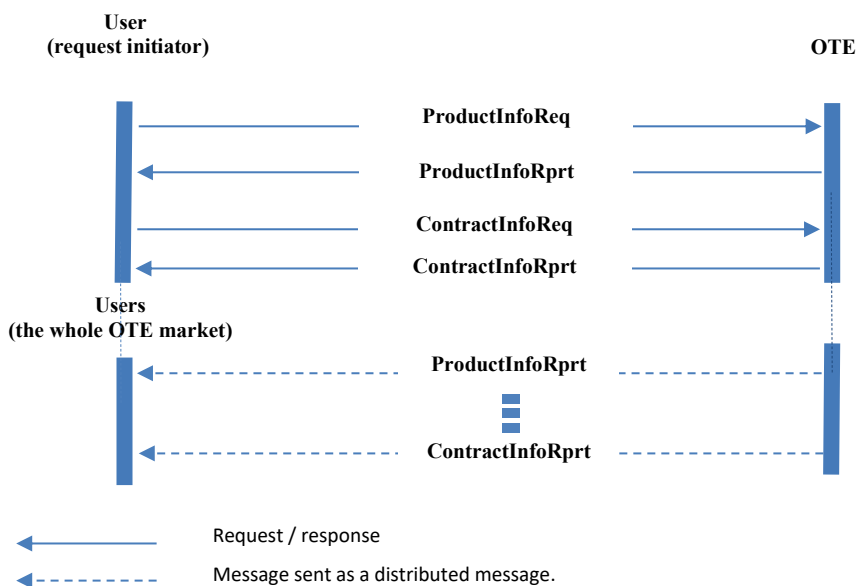 User
(request initiator)
OTE
ProductInfoReq
ProductInfoRprt
ContractInfoReq
ContractInfoRprt
Users
(the whole OTE market)
ProductInfoRprt
ContractInfoRprt
Request / response
Message sent as a distributed message.